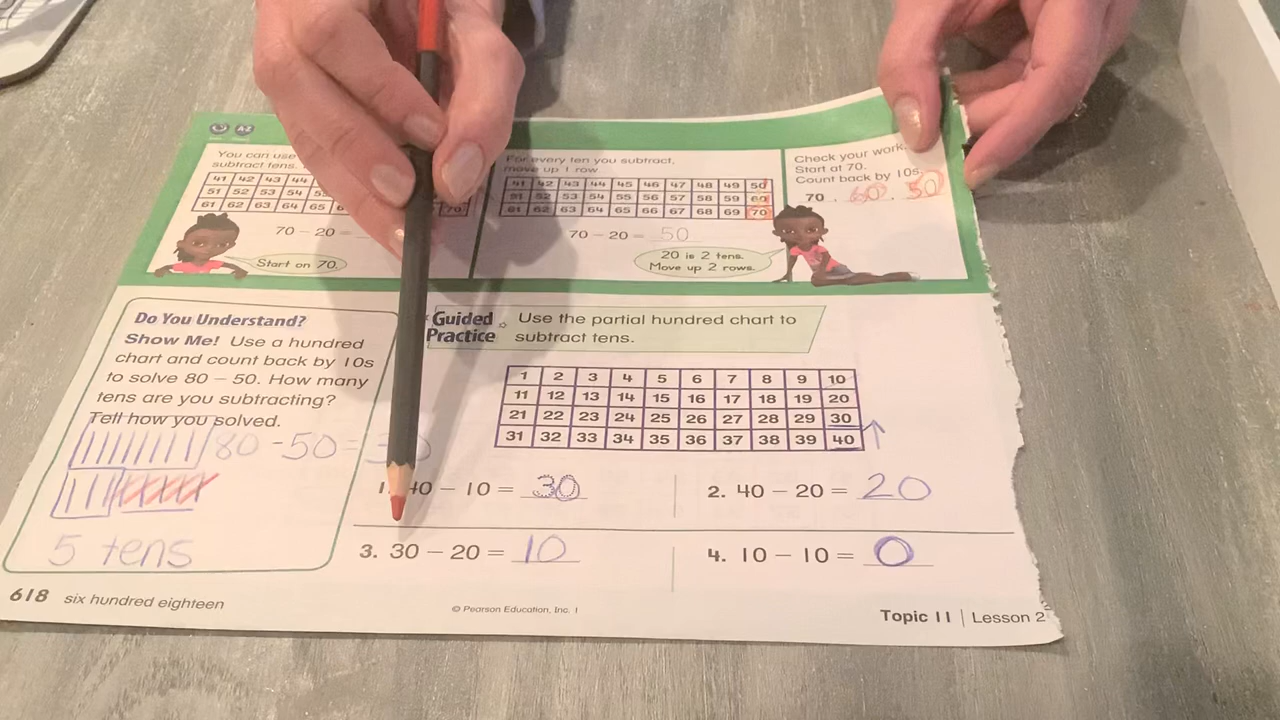 A-Z
You can use
subtract tens.
41 42 43 44
51 52 53 54
61 62 63 64 65
70
70 - 20 =
Start on 70.
For every ten you subtract,
move up 1 row.
41 42 43 44 45 46 47 48 49 50
51 52 53 54 55 56 57 58 59 60
61 62 63 64 65 66 67 68 69 70
70 - 20 = 50
20 is 2 tens.
Move up 2 rows.
Check your work.
Start at 70.
Count back by 10s.
70, 60, 50
Do You Understand?
Show Me! Use a hundred
chart and count back by 10s
to solve 80 - 50. How many
tens are you subtracting?
Tell how you solved.
80 - 50 = 30
5 tens
Guided
Practice
Use the partial hundred chart to
subtract tens.
1 2 3 4 5 6 7 8 9 10
11 12 13 14 15 16 17 18 19 20
21 22 23 24 25 26 27 28 29 30
31 32 33 34 35 36 37 38 39 40
1. 40 - 10 = 30
2. 40 - 20 = 20
3. 30 - 20 = 10
4. 10 - 10 = 0
618 six hundred eighteen
© Pearson Education, Inc. 1
Topic 11 | Lesson 2